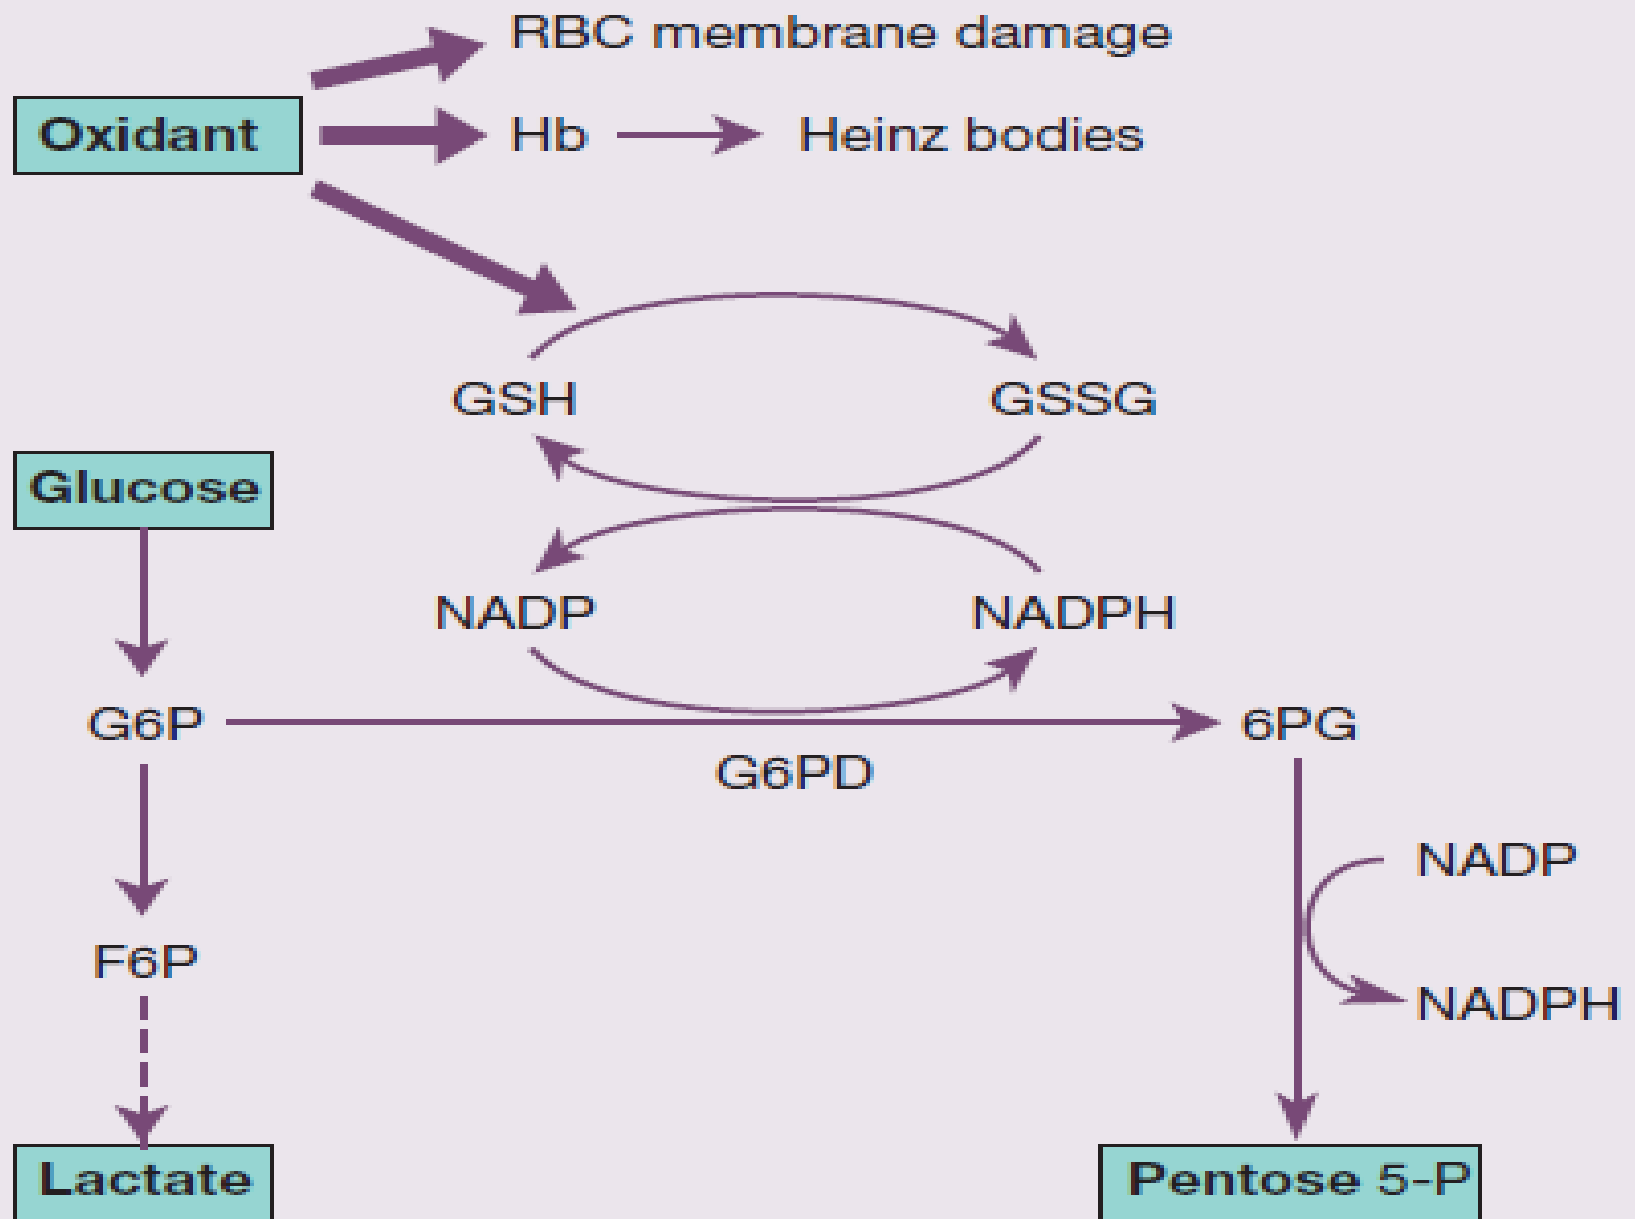 RBC membrane damage
Oxidant
Hb
Heinz bodies
GSH
GSSG
Glucose
NADP
NADPH
G6P
6PG
G6PD
NADP
F6P
NADPH
Lactate
Pentose 5-P